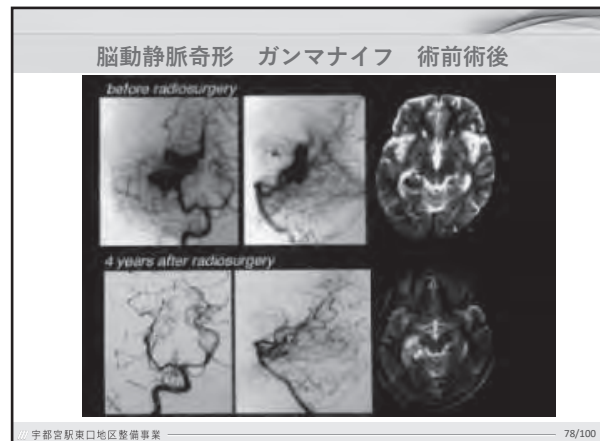 脳動静脈奇形　ガンマナイフ　術前術後
before radiosurgery
4 years after radiosurgery
宇都宮駅東口地区整備事業
78/100